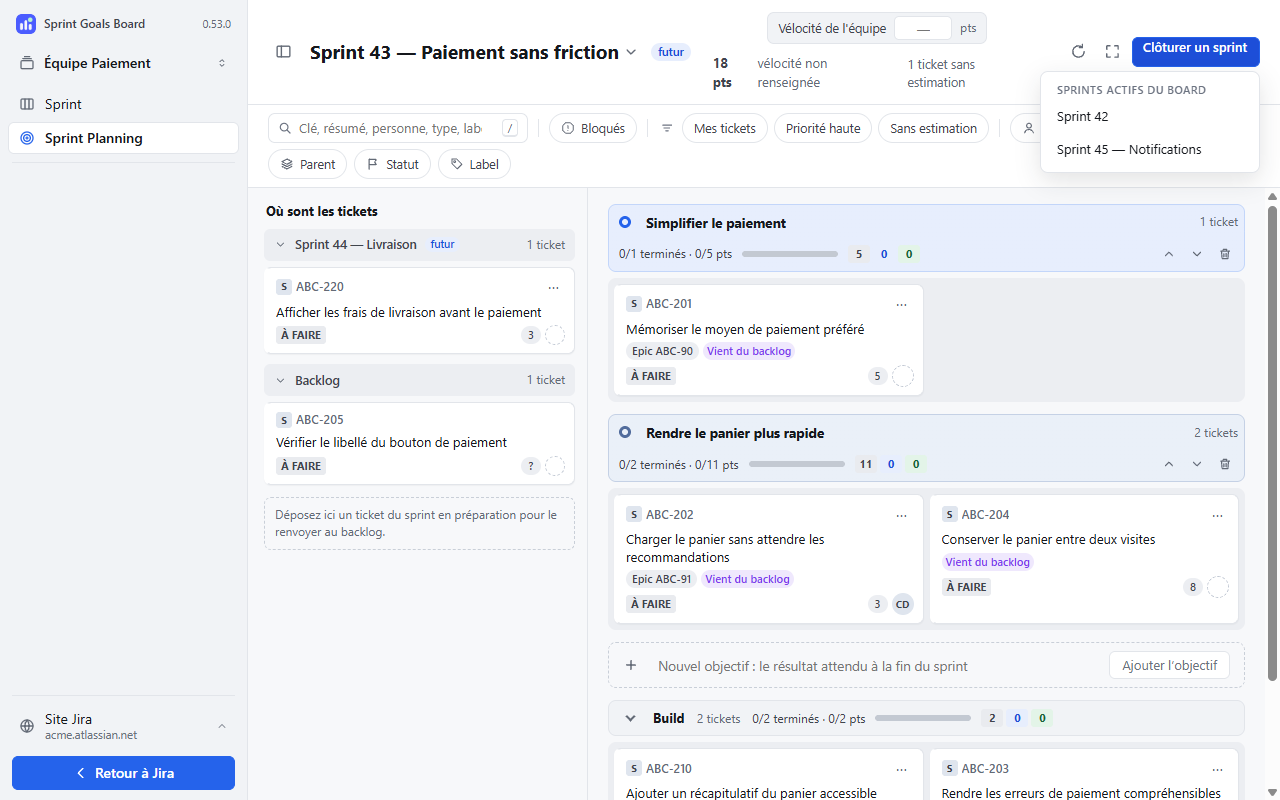 Sprint Goals Board
0.53.0
Équipe Paiement
Sprint
Sprint Planning
Site Jira
acme.atlassian.net
Retour à Jira
Sprint 43 — Paiement sans friction
futur
Vélocité de l'équipe — pts
18 pts
vélocité non renseignée
1 ticket sans estimation
Clôturer un sprint
SPRINTS ACTIFS DU BOARD
Sprint 42
Sprint 45 — Notifications
Clé, résumé, personne, type, lab
/
Bloqués
Mes tickets
Priorité haute
Sans estimation
Parent
Statut
Label
Où sont les tickets
Sprint 44 — Livraison futur 1 ticket
S ABC-220 ...
Afficher les frais de livraison avant le paiement
À FAIRE 3
Backlog 1 ticket
S ABC-205
Vérifier le libellé du bouton de paiement
À FAIRE ?
Déposez ici un ticket du sprint en préparation pour le
renvoyer au backlog.
Simplifier le paiement 1 ticket
0/1 terminés · 0/5 pts 5 0 0
S ABC-201 ...
Mémoriser le moyen de paiement préféré
Epic ABC-90 Vient du backlog
À FAIRE 5
Rendre le panier plus rapide 2 tickets
0/2 terminés · 0/11 pts 11 0 0
S ABC-202 ...
Charger le panier sans attendre les
recommandations
Epic ABC-91 Vient du backlog
À FAIRE 3 CD
S ABC-204 ...
Conserver le panier entre deux visites
Vient du backlog
À FAIRE 8
Nouvel objectif : le résultat attendu à la fin du sprint
Ajouter l'objectif
Build 2 tickets 0/2 terminés · 0/2 pts 2 0 0
S ABC-210 ...
Ajouter un récapitulatif du panier accessible
S ABC-203 ...
Rendre les erreurs de paiement compréhensibles